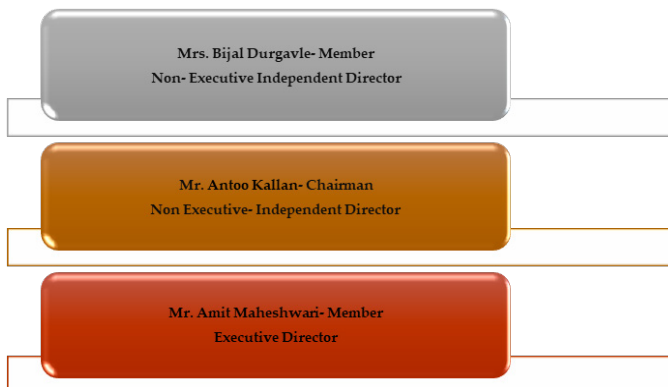 Mrs. Bijal Durgavle- Member
Non- Executive Independent Director
Mr. Antoo Kallan- Chairman
Non Executive- Independent Director
Mr. Amit Maheshwari- Member
Executive Director